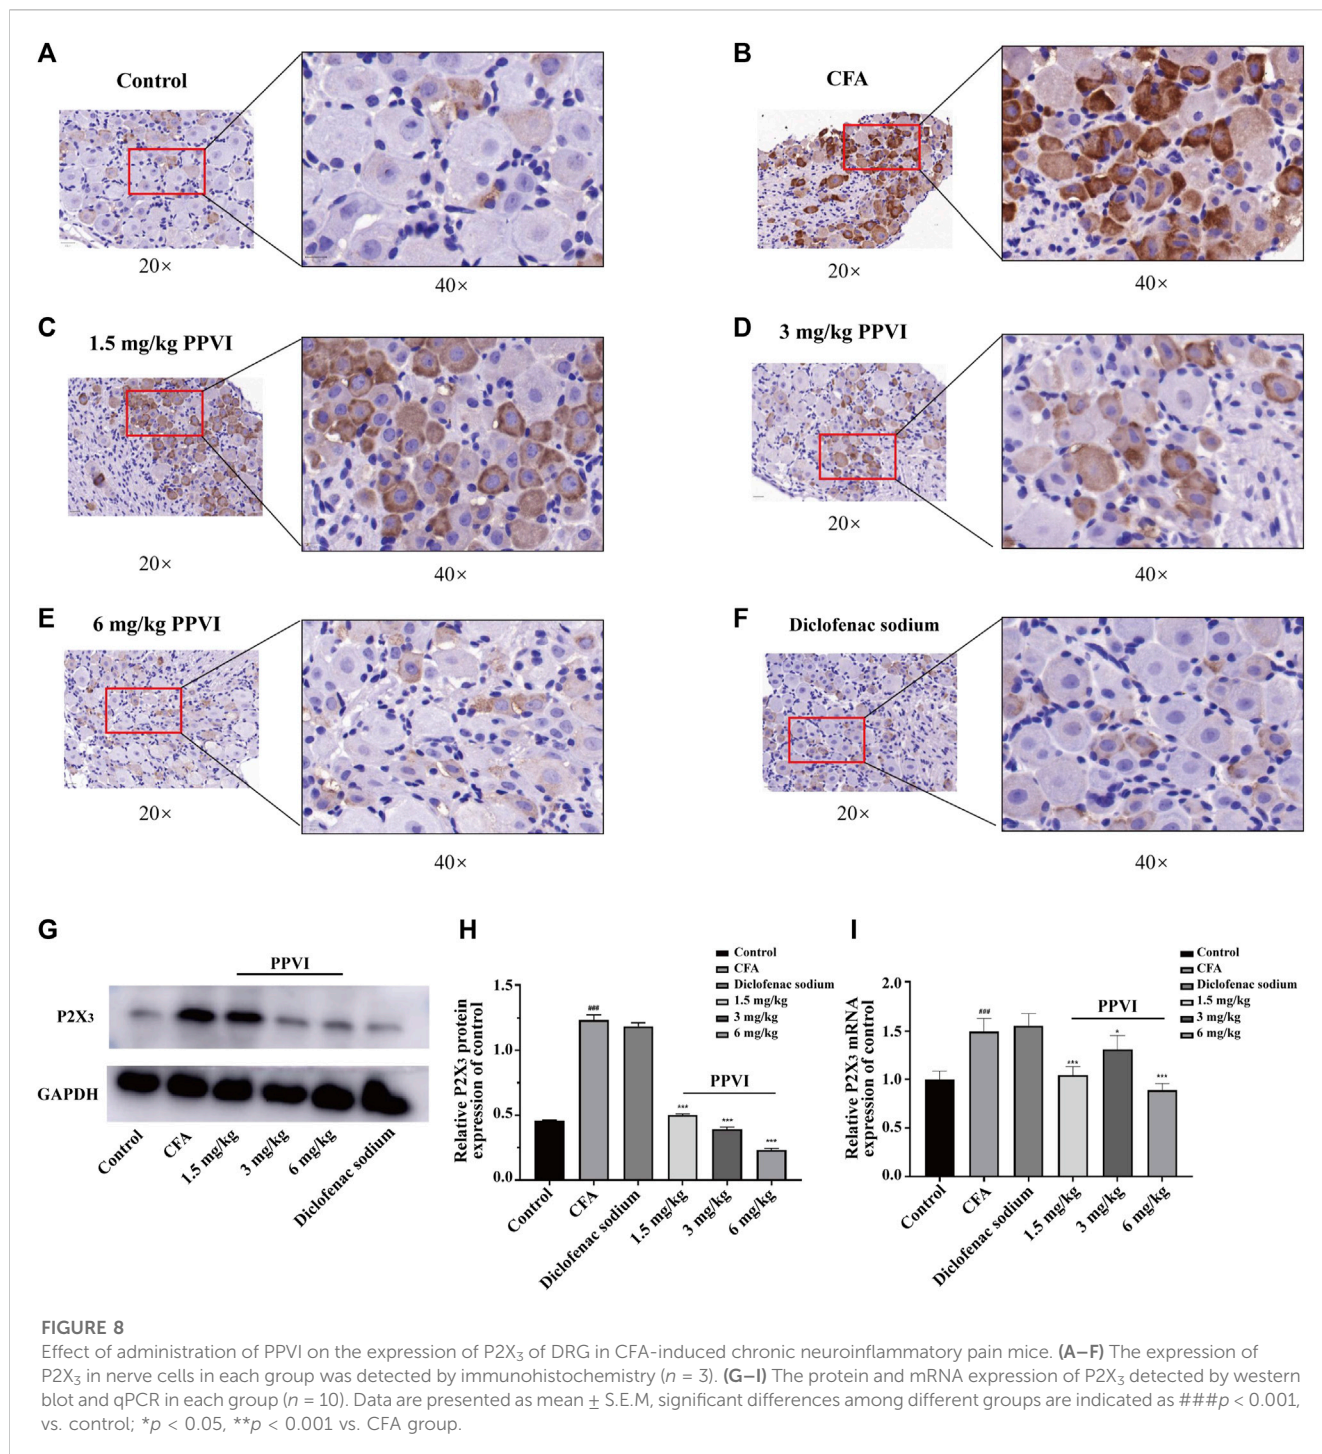 A
Control
20×
40×
B
CFA
20×
40×
C
1.5 mg/kg PPVI
20×
40×
D
3 mg/kg PPVI
20×
40×
E
6 mg/kg PPVI
20×
40×
F
Diclofenac sodium
20×
40×
G
PPVI
P2X3
GAPDH
Control
CFA
1.5 mg/kg
3 mg/kg
6 mg/kg
Diclofenac sodium
H
Control
CFA
Diclofenac sodium
1.5 mg/kg
3 mg/kg
6 mg/kg
Relative P2X3 protein
expression of control
1.5
1.0
0.5
0.0
###
PPVI
***
***
***
Control
CFA
Diclofenac sodium
1.5 mg/kg
3 mg/kg
6 mg/kg
I
Control
CFA
Diclofenac sodium
1.5 mg/kg
3 mg/kg
6 mg/kg
Relative P2X3 mRNA
expression of control
2.0
1.5
1.0
0.5
0.0
###
PPVI
***
*
***
Control
CFA
Diclofenac sodium
1.5 mg/kg
3 mg/kg
6 mg/kg
FIGURE 8
Effect of administration of PPVI on the expression of P2X3 of DRG in CFA-induced chronic neuroinflammatory pain mice. (A–F) The expression of
P2X3 in nerve cells in each group was detected by immunohistochemistry (n = 3). (G–I) The protein and mRNA expression of P2X3 detected by western
blot and qPCR in each group (n = 10). Data are presented as mean ± S.E.M, significant differences among different groups are indicated as ###p < 0.001,
vs. control; *p < 0.05, **p < 0.001 vs. CFA group.